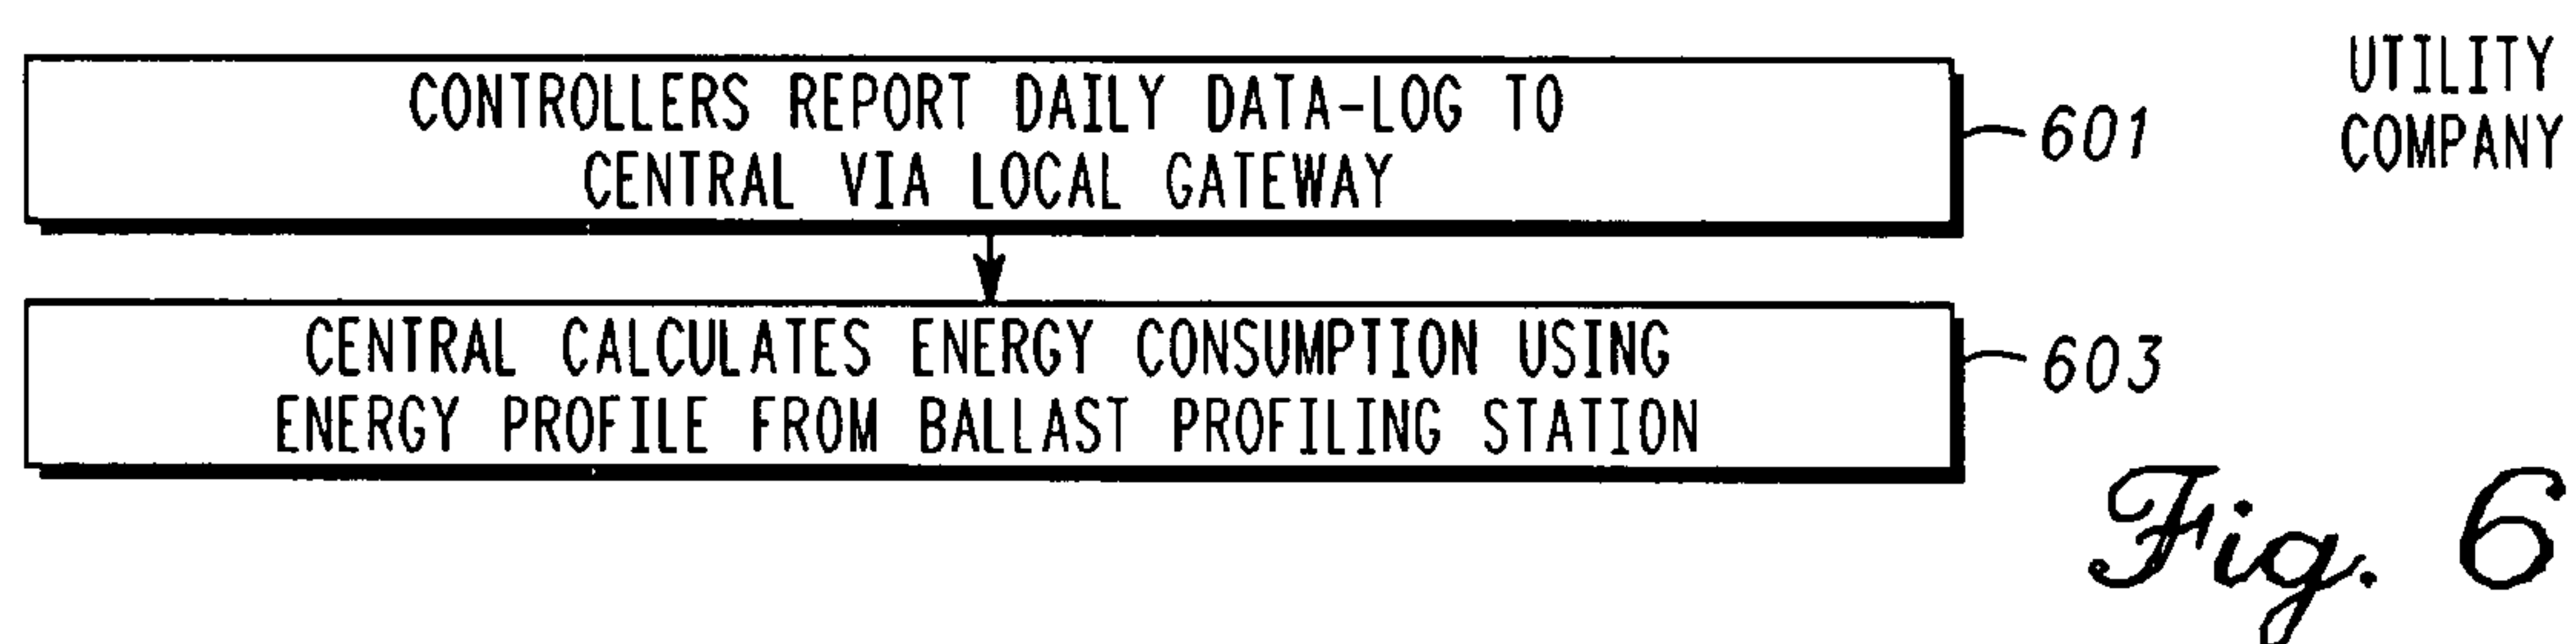 CONTROLLERS REPORT DAILY DATA-LOG TO
CENTRAL VIA LOCAL GATEWAY
601
UTILITY
COMPANY
CENTRAL CALCULATES ENERGY CONSUMPTION USING
ENERGY PROFILE FROM BALLAST PROFILING STATION
603
Fig. 6